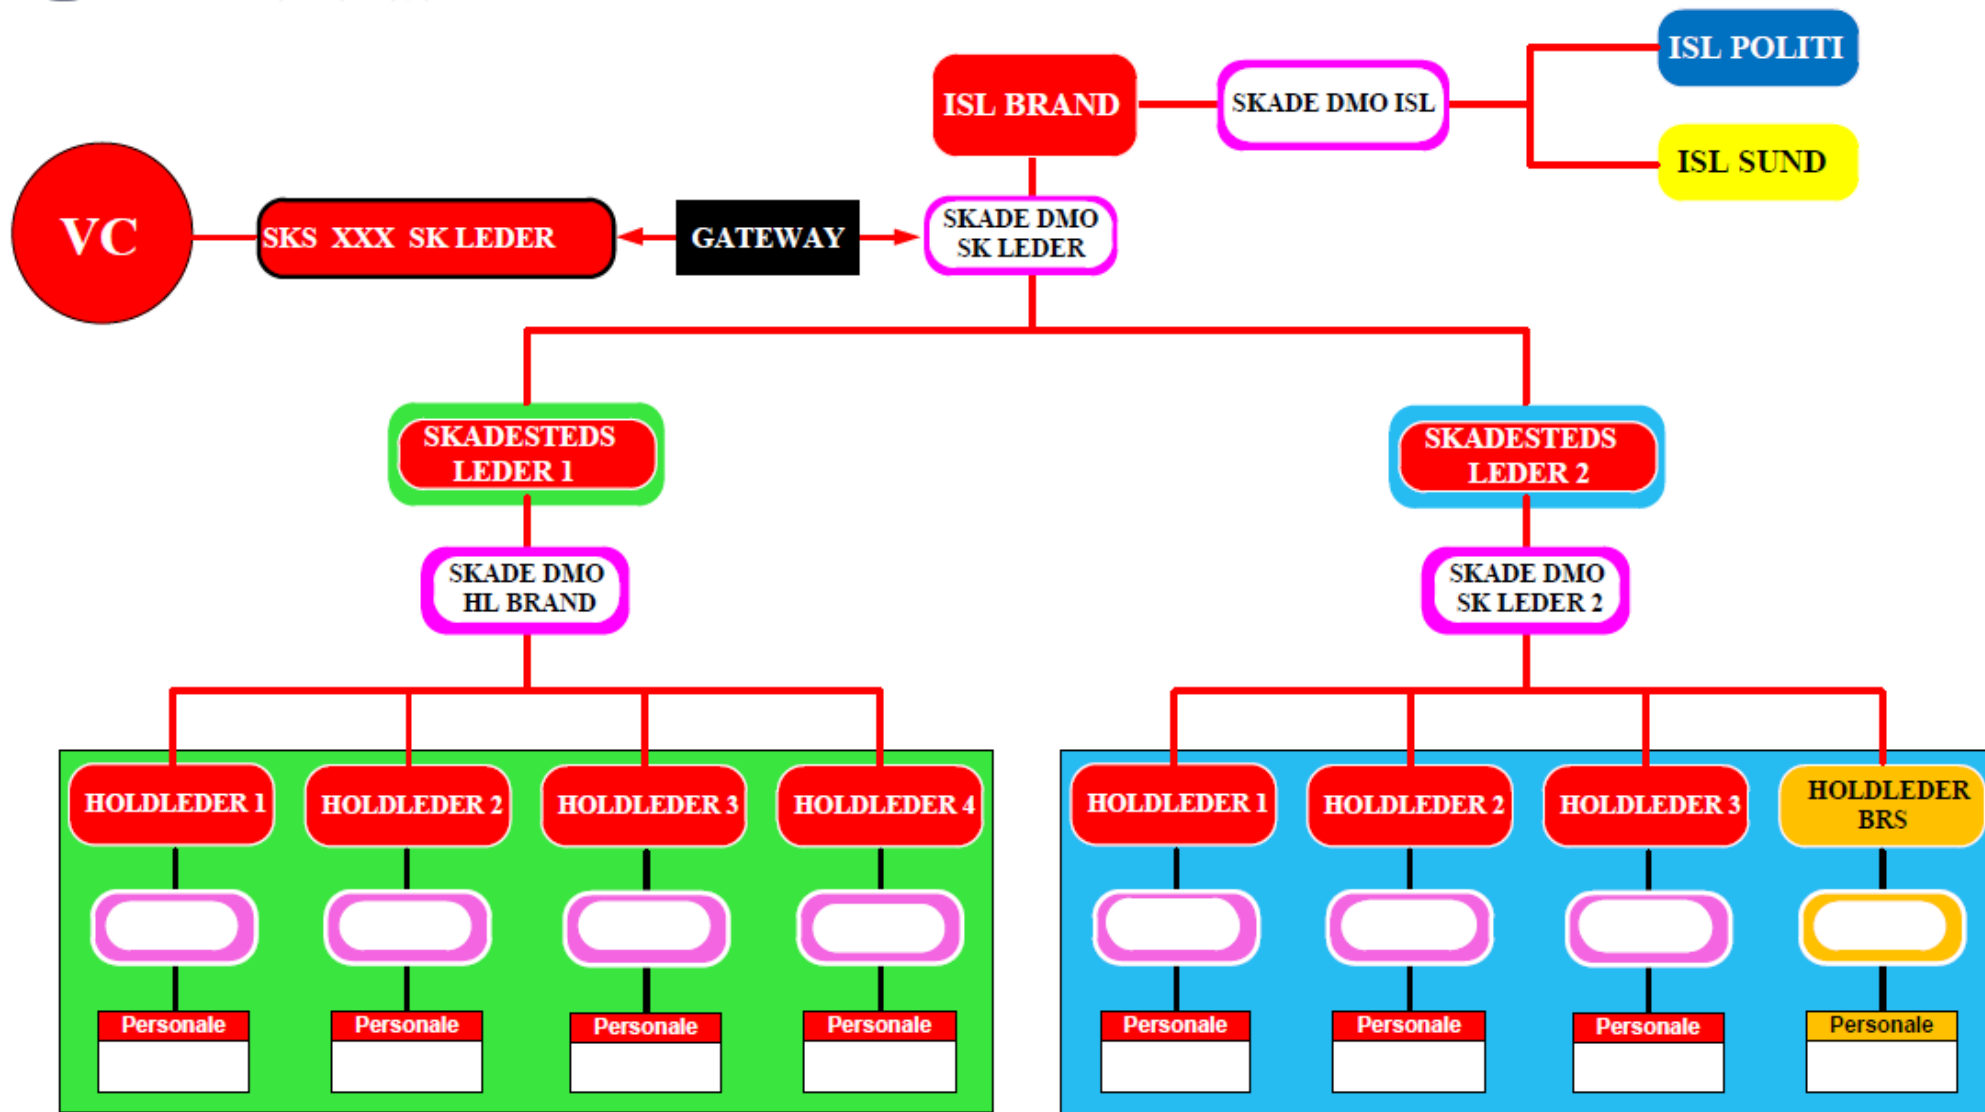 ISL POLITI
ISL BRAND
SKADE DMO ISL
ISL SUND
VC
SKS XXX SK LEDER
GATEWAY
SKADE DMO
SK LEDER
SKADESTEDS
LEDER 1
SKADESTEDS
LEDER 2
SKADE DMO
HL BRAND
SKADE DMO
SK LEDER 2
HOLDLEDER 1
HOLDLEDER 2
HOLDLEDER 3
HOLDLEDER 4
HOLDLEDER 1
HOLDLEDER 2
HOLDLEDER 3
HOLDLEDER
BRS
Personale
Personale
Personale
Personale
Personale
Personale
Personale
Personale